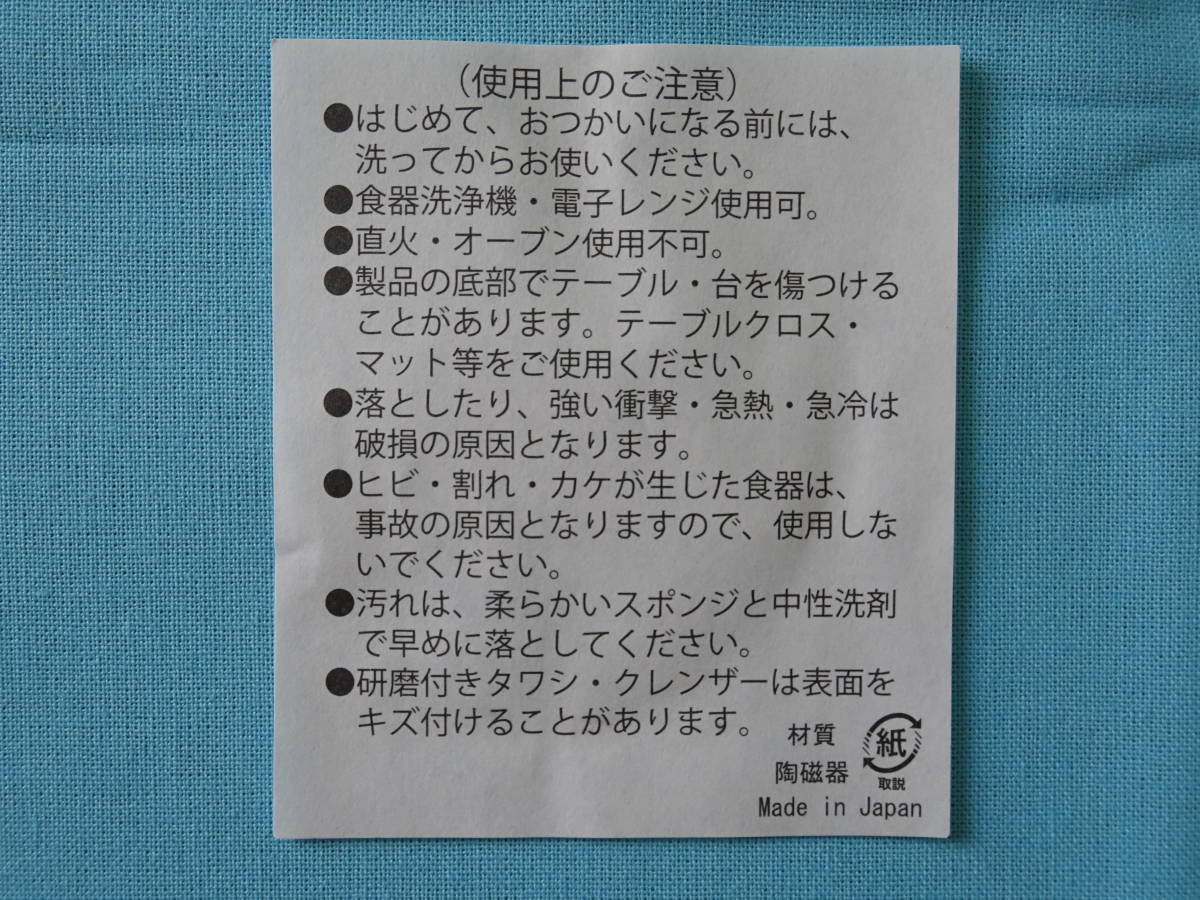 （使用上のご注意）
●はじめて、おつかいになる前には、
洗ってからお使いください。
●食器洗浄機・電子レンジ使用可。
●直火・オーブン使用不可。
●製品の底部でテーブル・台を傷つける
ことがあります。テーブルクロス・
マット等をご使用ください。
●落としたり、強い衝撃・急熱・急冷は
破損の原因となります。
●ヒビ・割れ・カケが生じた食器は、
事故の原因となりますので、使用しな
いでください。
●汚れは、柔らかいスポンジと中性洗剤
で早めに落としてください。
●研磨付きタワシ・クレンザーは表面を
キズ付けることがあります。
材質
陶磁器
紙
取説
Made in Japan